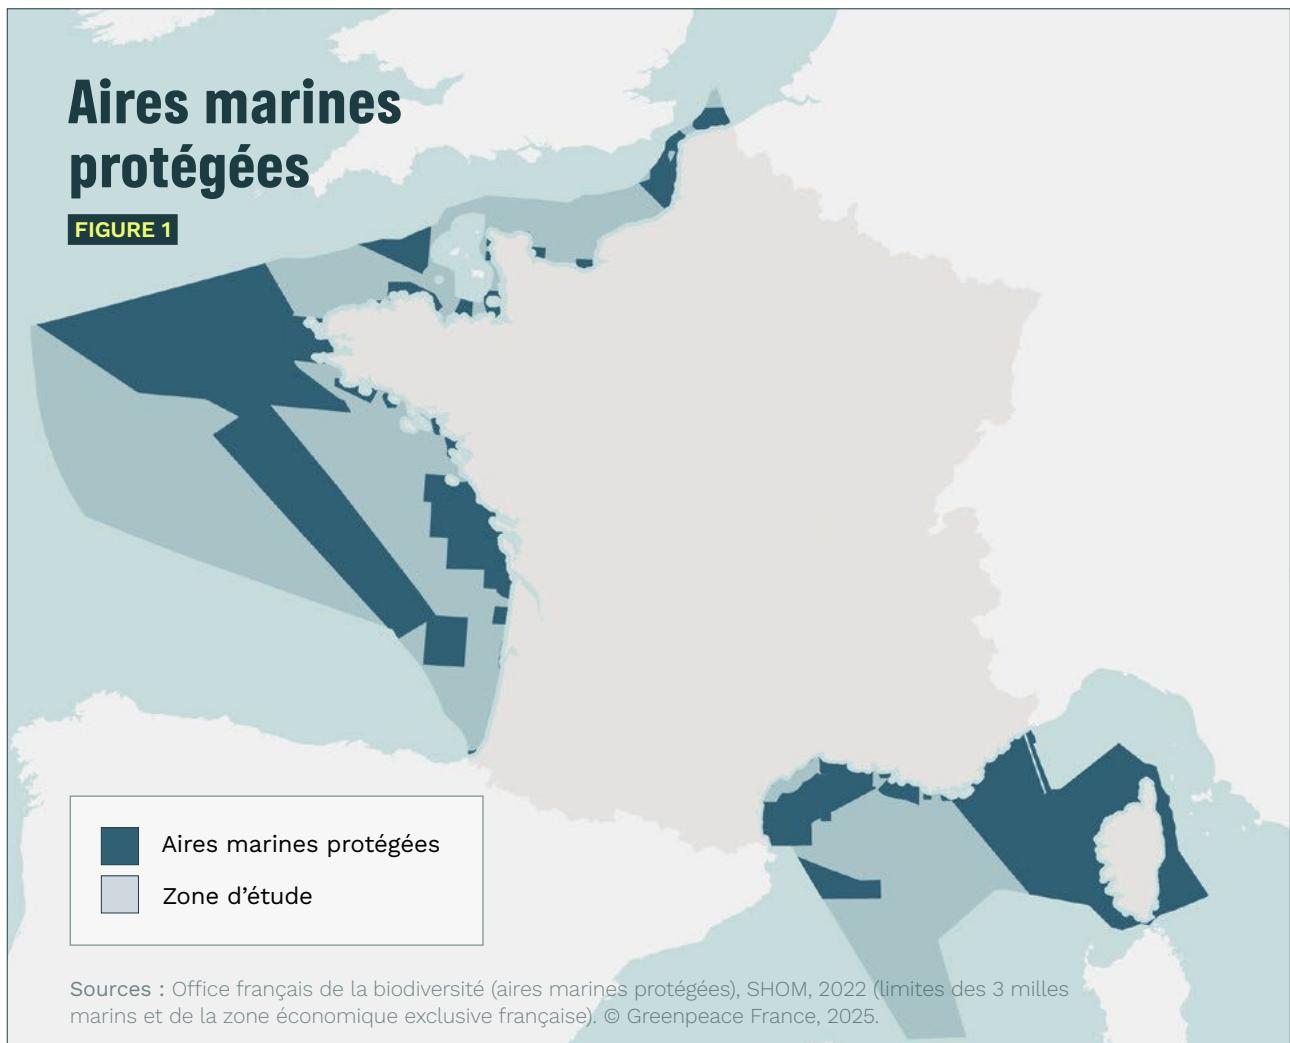 Aires marines
protégées
FIGURE 1
Aires marines protégées
Zone d’étude
Sources : Office français de la biodiversité (aires marines protégées), SHOM, 2022 (limites des 3 milles
marins et de la zone économique exclusive française). © Greenpeace France, 2025.